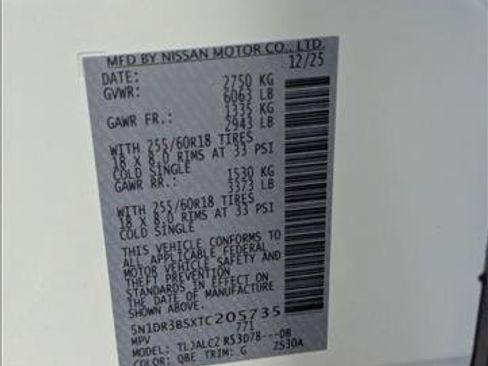 MFD BY NISSAN MOTOR CO., LTD.
DATE: 12/25
GVWR: 2750 KG
6063 LB
GAWR FR.: 1335 KG
2943 LB
WITH 255/60R18 TIRES
18 X 8.0 RIMS AT 33 PSI
COLD SINGLE
GAWR RR.: 1530 KG
3373 LB
WITH 255/60R18 TIRES
18 X 8.0 RIMS AT 33 PSI
COLD SINGLE
THIS VEHICLE CONFORMS TO
ALL APPLICABLE FEDERAL
MOTOR VEHICLE SAFETY AND
THEFT PREVENTION
STANDARDS IN EFFECT ON
THE DATE OF MANUFACTURE
SHOWN ABOVE.
5N1DR3BSXTC205735
MPV 771
MODEL: TLJALCZ R53D78---DB
COLOR: QBE TRIM: G 2S30A